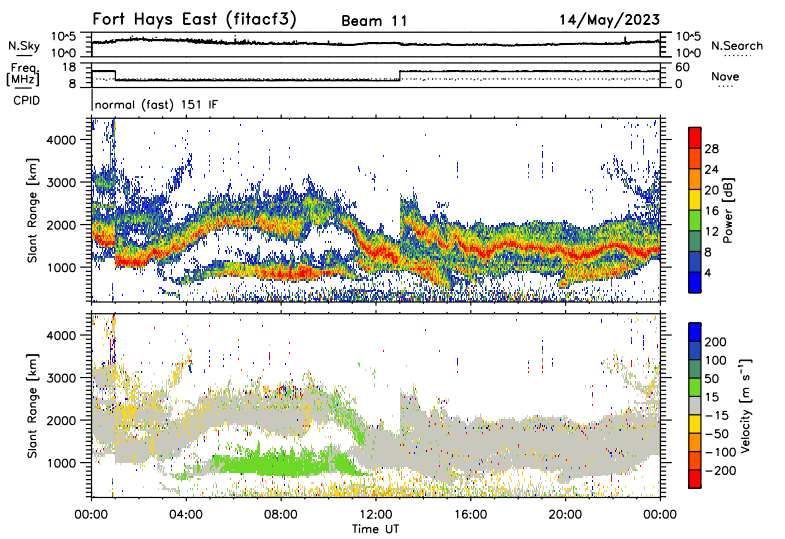 Fort Hays East (fitacf3) Beam 11 14/May/2023
N.Sky 10^5 10^0 10^5 10^0 N.Search
Freq. [MHz] 18 8 60 0 Nave
CPID normal (fast) 151 IF
Slant Range [km] 4000 3000 2000 1000
Power [dB] 28 24 20 16 12 8 4
Slant Range [km] 4000 3000 2000 1000
Velocity [m s⁻¹] 200 100 50 15 −15 −50 −100 −200
00:00 04:00 08:00 12:00 16:00 20:00 00:00
Time UT